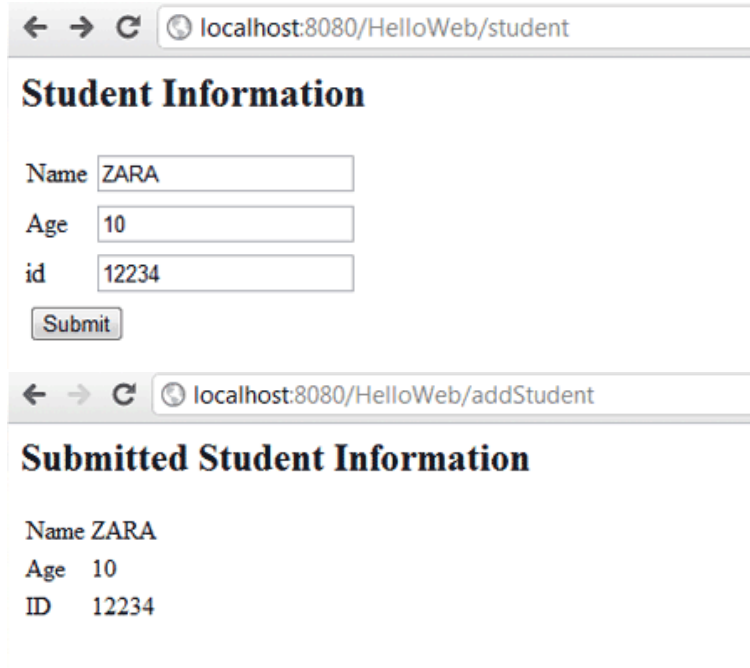 localhost:8080/HelloWeb/student
Student Information
Name ZARA
Age 10
id 12234
Submit
localhost:8080/HelloWeb/addStudent
Submitted Student Information
Name ZARA
Age 10
ID 12234